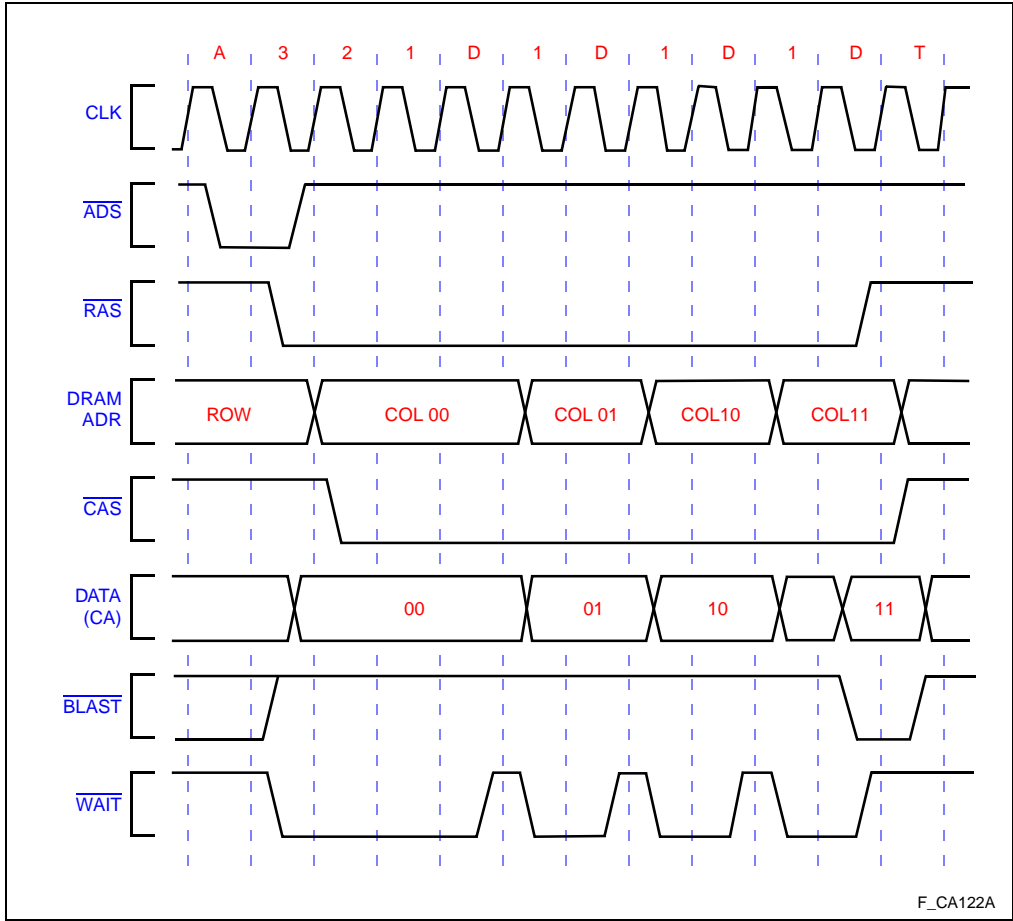 A 3 2 1 D 1 D 1 D 1 D T
CLK
ADS
RAS
DRAM
ADR
ROW COL 00 COL 01 COL10 COL11
CAS
DATA
(CA)
00 01 10 11
BLAST
WAIT
F_CA122A